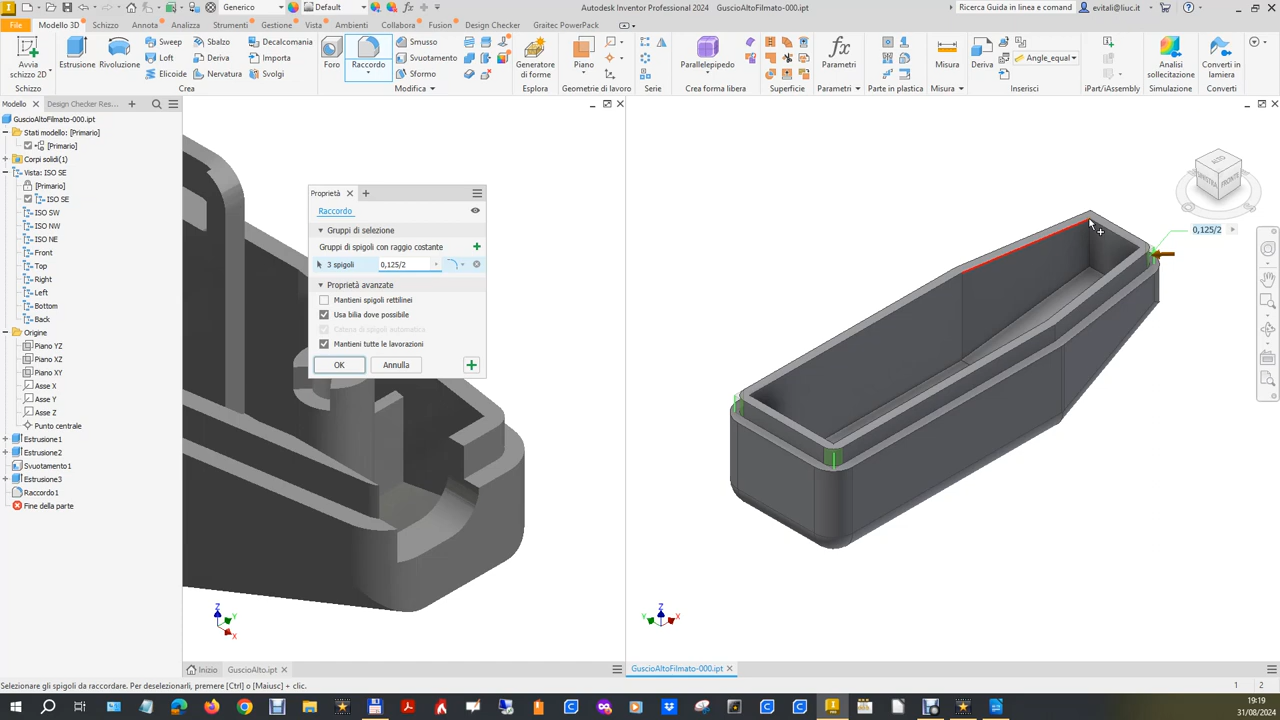 Generico
Default
Autodesk Inventor Professional 2024
GuscioAltoFilmato-000.ipt
Ricerca Guida in linea e comand
evitali@liuc.it
File
Modello 3D
Schizzo
Annota
Analizza
Strumenti
Gestione
Vista
Ambienti
Collabora
Fusion
Design Checker
Graitec PowerPack
Avvia
schizzo 2D
Estrusione
Rivoluzione
Sweep
Loft
Elicoide
Sbalzo
Deriva
Nervatura
Decalcomania
Importa
Svolgi
Foro
Raccordo
Smusso
Svuotamento
Sformo
Generatore
di forme
Piano
Parallelepipedo
Parametri
Misura
Deriva
Angle_equal
Analisi
sollecitazione
Converti in
lamiera
Schizzo
Crea
Modifica
Esplora
Geometrie di lavoro
Serie
Crea forma libera
Superficie
Parametri
Parte in plastica
Misura
Inserisci
iPart/iAssembly
Simulazione
Converti
Modello
Design Checker Res...
GuscioAltoFilmato-000.ipt
Stati modello: [Primario]
[Primario]
Corpi solidi(1)
Vista: ISO SE
[Primario]
ISO SE
ISO SW
ISO NW
ISO NE
Front
Top
Right
Left
Bottom
Back
Origine
Piano YZ
Piano XZ
Piano XY
Asse X
Asse Y
Asse Z
Punto centrale
Estrusione1
Estrusione2
Svuotamento1
Estrusione3
Raccordo1
Fine della parte
Proprietà
Raccordo
Gruppi di selezione
Gruppi di spigoli con raggio costante
3 spigoli
0,125/2
Proprietà avanzate
Mantieni spigoli rettilinei
Usa bilia dove possibile
Catena di spigoli automatica
Mantieni tutte le lavorazioni
OK
Annulla
ALTO
FRONTE
0,125/2
Z
Y
X
Z
Y
X
Inizio
GuscioAlto.ipt
GuscioAltoFilmato-000.ipt
Selezionare gli spigoli da raccordare. Per deselezionarli, premere [Ctrl] o [Maiusc] + clic.
1
2
19:19
31/08/2024